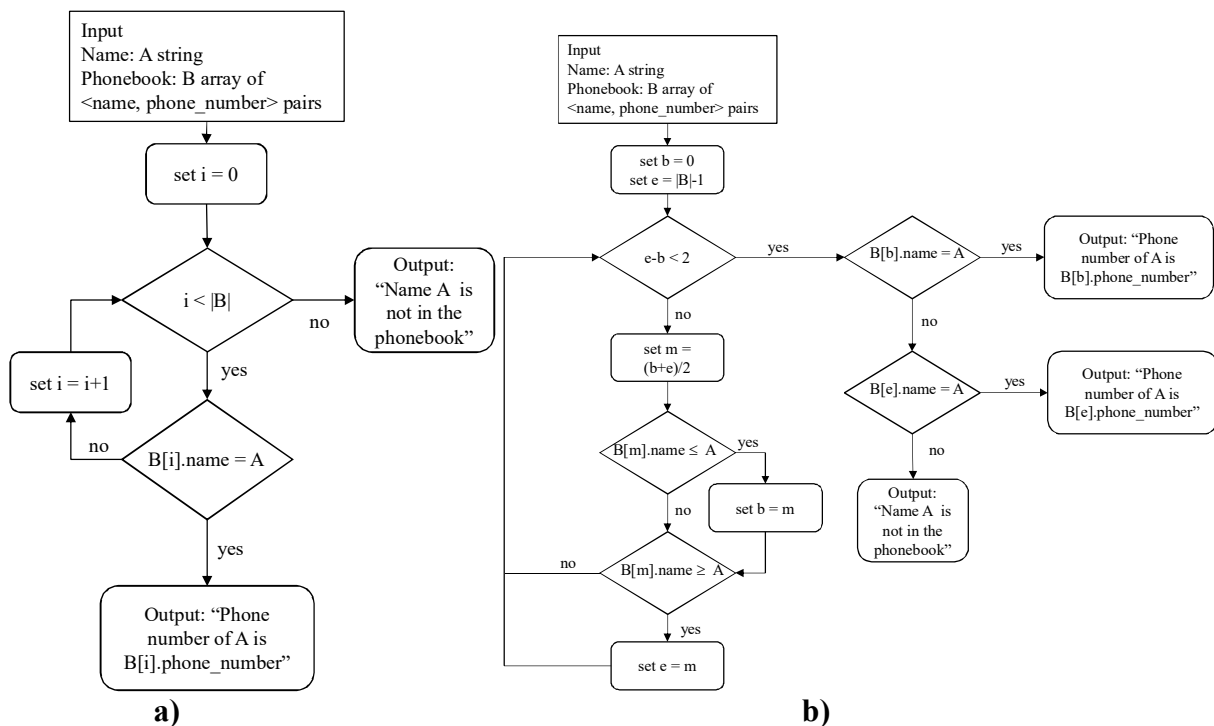 Input
Name: A string
Phonebook: B array of
<name, phone_number> pairs
set i = 0
i < |B|
no
Output:
“Name A is
not in the
phonebook”
yes
set i = i+1
no
B[i].name = A
yes
Output: “Phone
number of A is
B[i].phone_number”
a)
Input
Name: A string
Phonebook: B array of
<name, phone_number> pairs
set b = 0
set e = |B|-1
e-b < 2
yes
B[b].name = A
yes
Output: “Phone
number of A is
B[b].phone_number”
no
no
set m =
(b+e)/2
B[e].name = A
yes
Output: “Phone
number of A is
B[e].phone_number”
no
Output:
“Name A is
not in the
phonebook”
B[m].name ≤ A
yes
set b = m
no
B[m].name ≥ A
no
yes
set e = m
b)